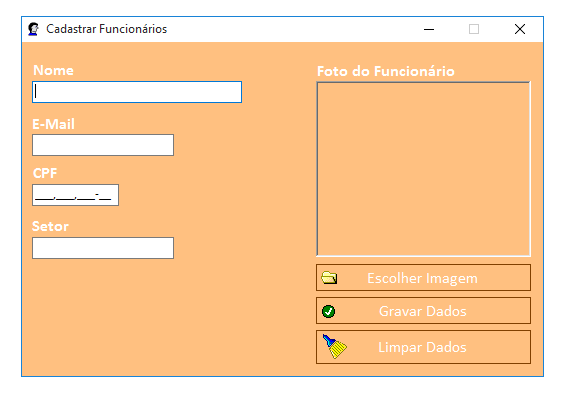 Cadastrar Funcionários
Nome
E-Mail
CPF
___.___.___-__
Setor
Foto do Funcionário
Escolher Imagem
Gravar Dados
Limpar Dados